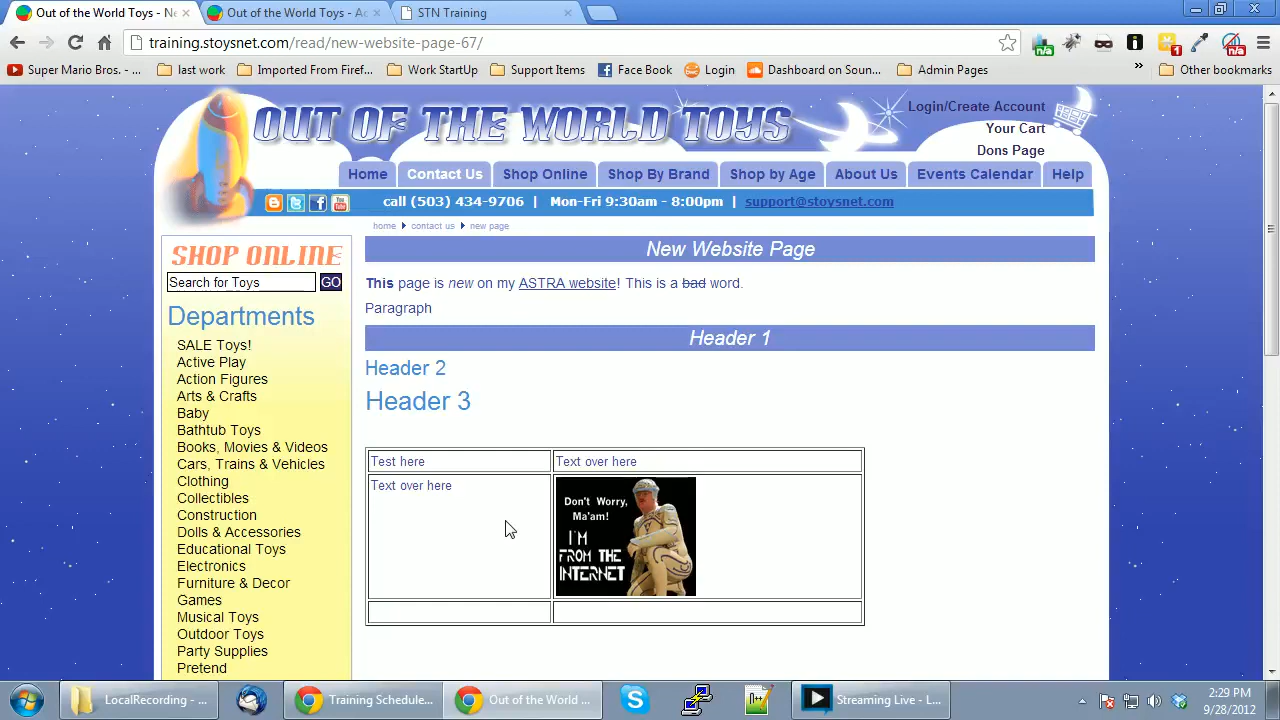 Out of the World Toys - Ne
Out of the World Toys - Ac
STN Training
training.stoysnet.com/read/new-website-page-67/
n/a
1
n/a
Super Mario Bros. - ...
last work
Imported From Firef...
Work StartUp
Support Items
Face Book
Login
Dashboard on Soun...
Admin Pages
»
Other bookmarks
OUT OF THE WORLD TOYS
Login/Create Account
Your Cart
Dons Page
Home
Contact Us
Shop Online
Shop By Brand
Shop by Age
About Us
Events Calendar
Help
call (503) 434-9706 | Mon-Fri 9:30am - 8:00pm | support@stoysnet.com
home
contact us
new page
SHOP ONLINE
Search for Toys
GO
Departments
SALE Toys!
Active Play
Action Figures
Arts & Crafts
Baby
Bathtub Toys
Books, Movies & Videos
Cars, Trains & Vehicles
Clothing
Collectibles
Construction
Dolls & Accessories
Educational Toys
Electronics
Furniture & Decor
Games
Musical Toys
Outdoor Toys
Party Supplies
Pretend
New Website Page
This page is new on my ASTRA website! This is a bad word.
Paragraph
Header 1
Header 2
Header 3
Test here
Text over here
Text over here
Don't Worry,
Ma'am!
I'M
FROM THE
INTERNET
LocalRecording - ...
Training Schedule...
Out of the World ...
Streaming Live - L...
2:29 PM
9/28/2012